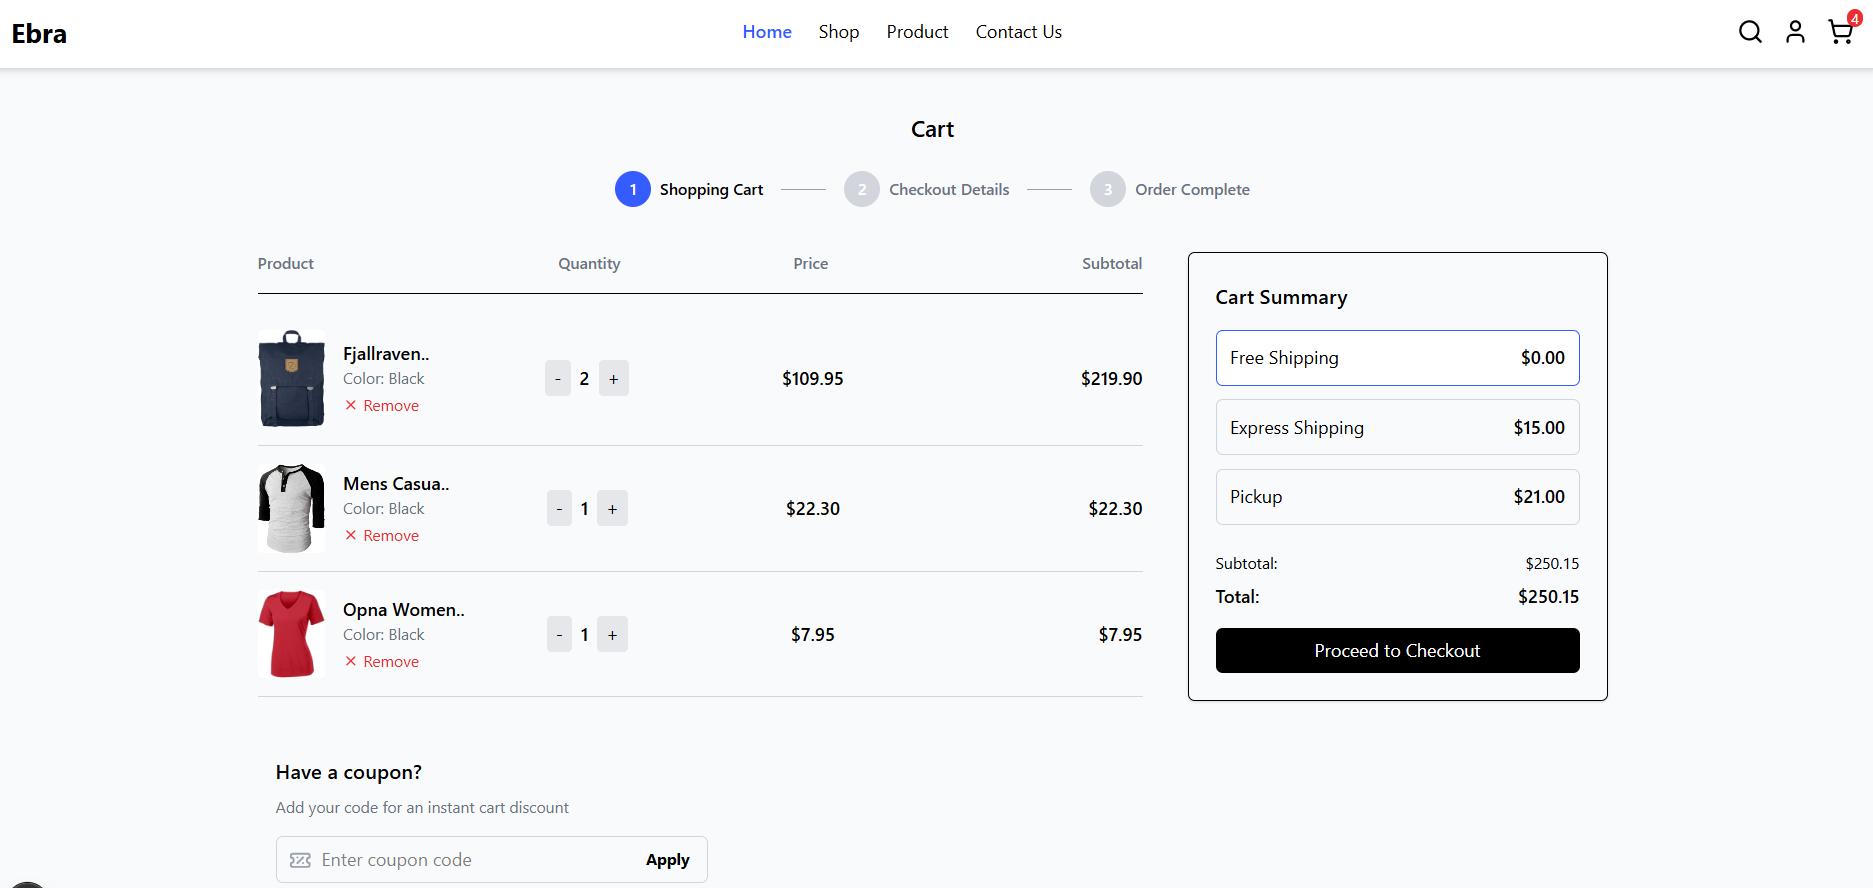 Ebra
Home Shop Product Contact Us
4
Cart
1 Shopping Cart 2 Checkout Details 3 Order Complete
Product Quantity Price Subtotal
Fjallraven..
Color: Black
× Remove
- 2 + $109.95 $219.90
Mens Casua..
Color: Black
× Remove
- 1 + $22.30 $22.30
Opna Women..
Color: Black
× Remove
- 1 + $7.95 $7.95
Cart Summary
Free Shipping $0.00
Express Shipping $15.00
Pickup $21.00
Subtotal: $250.15
Total: $250.15
Proceed to Checkout
Have a coupon?
Add your code for an instant cart discount
Enter coupon code Apply